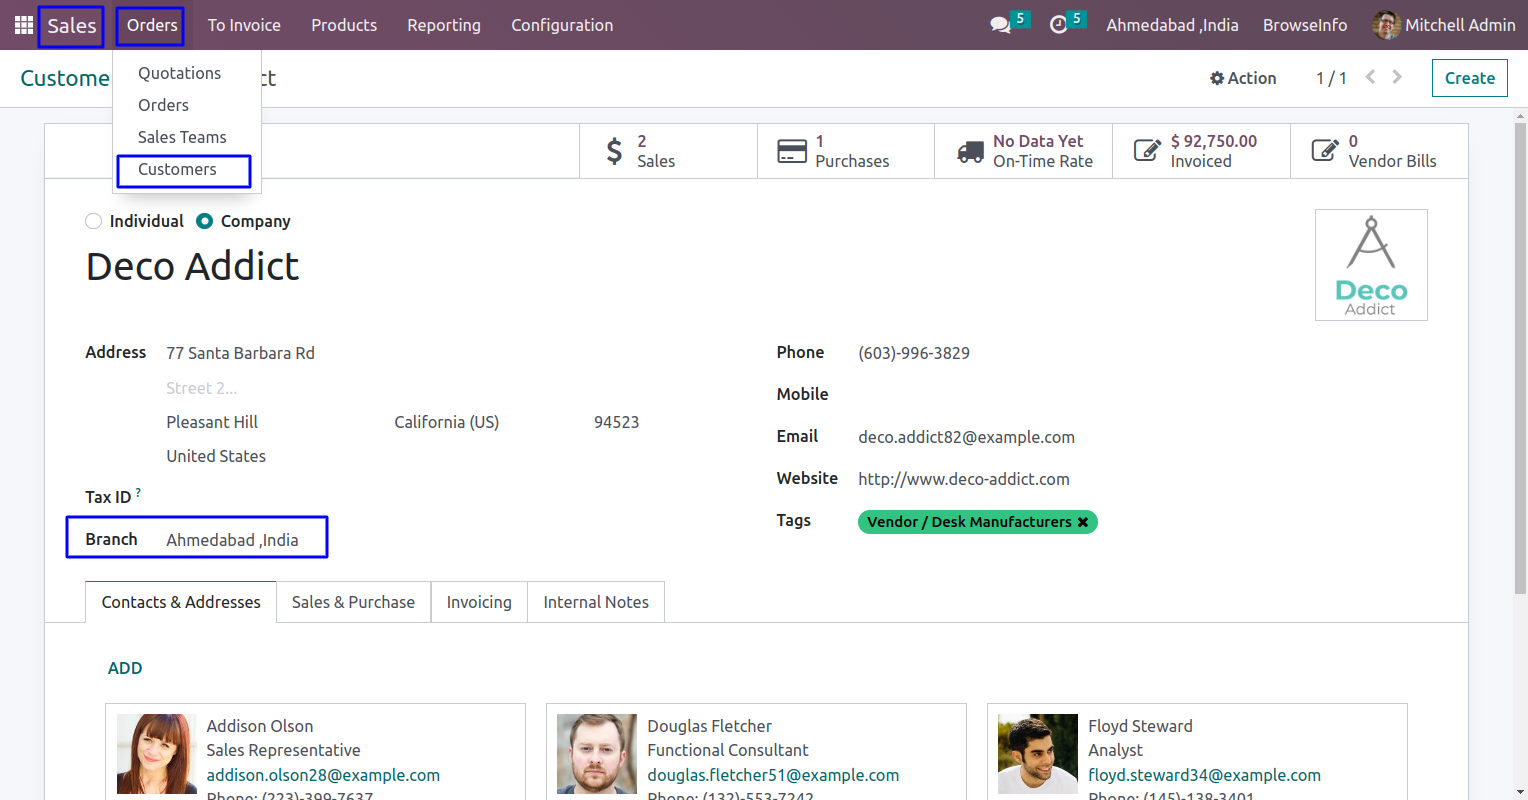 Sales Orders To Invoice Products Reporting Configuration 5 5 Ahmedabad ,India BrowseInfo Mitchell Admin
Custome ct Action 1 / 1 Create
Quotations
Orders
Sales Teams
Customers
2
Sales
1
Purchases
No Data Yet
On-Time Rate
$ 92,750.00
Invoiced
0
Vendor Bills
Individual Company
Deco Addict
Deco
Addict
Address 77 Santa Barbara Rd
Street 2...
Pleasant Hill California (US) 94523
United States
Tax ID ?
Branch Ahmedabad ,India
Phone (603)-996-3829
Mobile
Email deco.addict82@example.com
Website http://www.deco-addict.com
Tags Vendor / Desk Manufacturers ✖
Contacts & Addresses Sales & Purchase Invoicing Internal Notes
ADD
Addison Olson
Sales Representative
addison.olson28@example.com
Phone: (223)-399-7637
Douglas Fletcher
Functional Consultant
douglas.fletcher51@example.com
Phone: (132)-553-7242
Floyd Steward
Analyst
floyd.steward34@example.com
Phone: (145)-138-3401